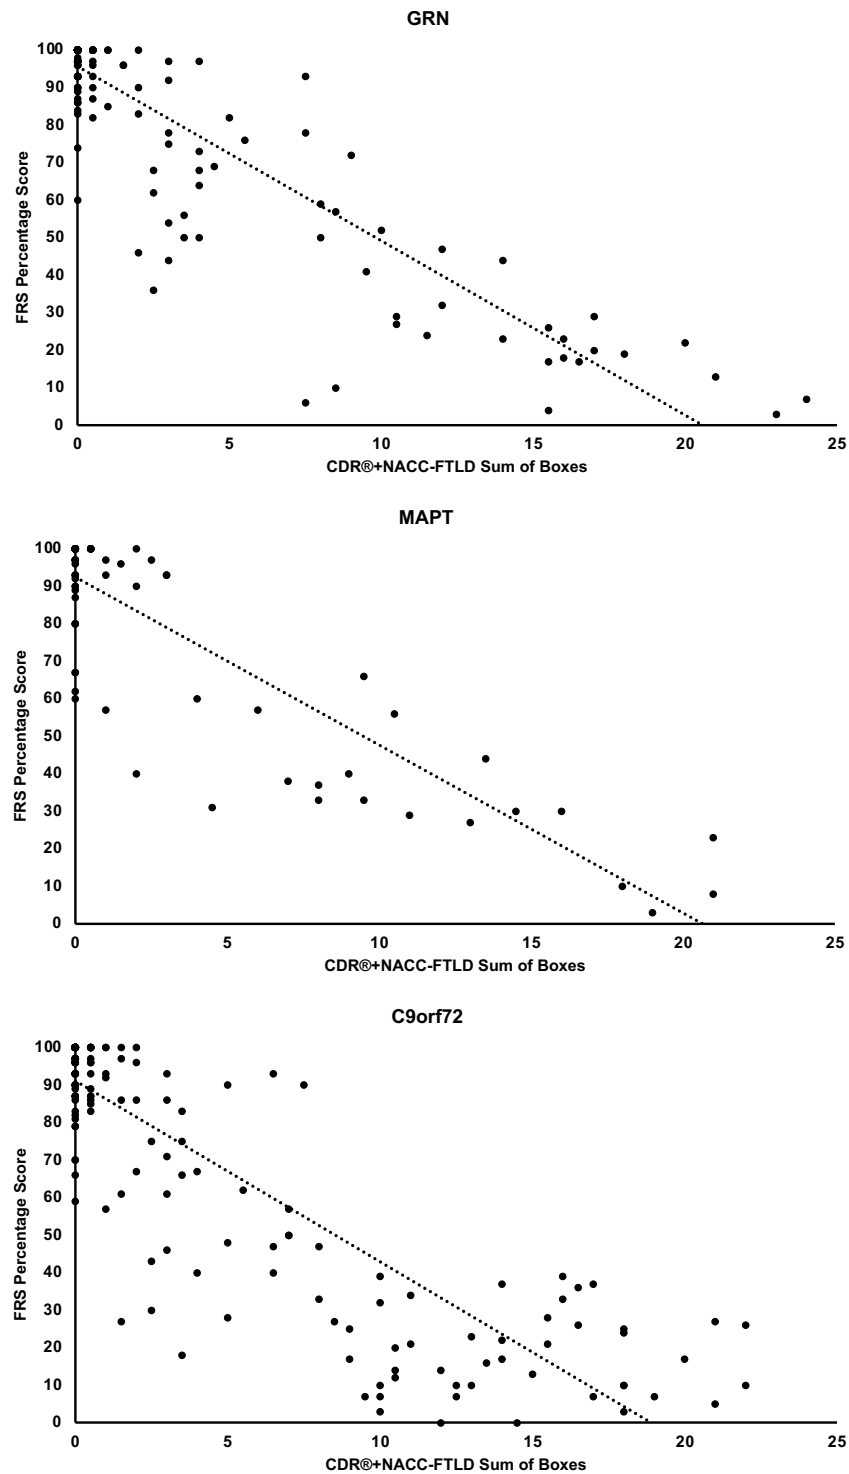 GRN
100
90
80
70
60
50
40
30
20
10
0
FRS Percentage Score
0 5 10 15 20 25
CDR®+NACC-FTLD Sum of Boxes
MAPT
100
90
80
70
60
50
40
30
20
10
0
FRS Percentage Score
0 5 10 15 20 25
CDR®+NACC-FTLD Sum of Boxes
C9orf72
100
90
80
70
60
50
40
30
20
10
0
FRS Percentage Score
0 5 10 15 20 25
CDR®+NACC-FTLD Sum of Boxes